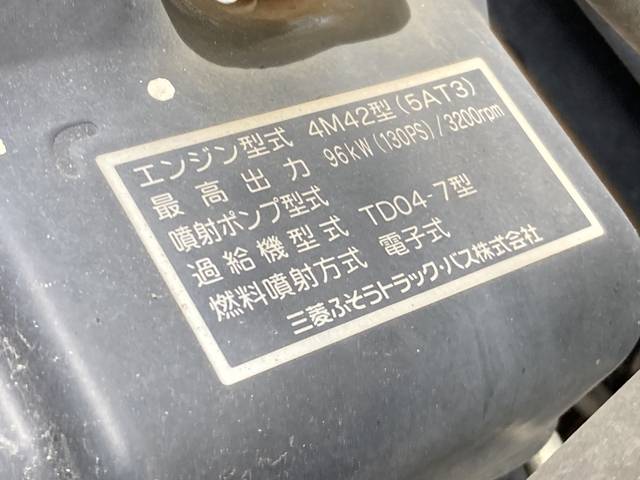 エンジン型式 4M42型(5AT3)
最高出力 96kW(130PS)/3200rpm
噴射ポンプ型式
過給機型式 TD04-7型
燃料噴射方式 電子式
三菱ふそうトラック・バス株式会社